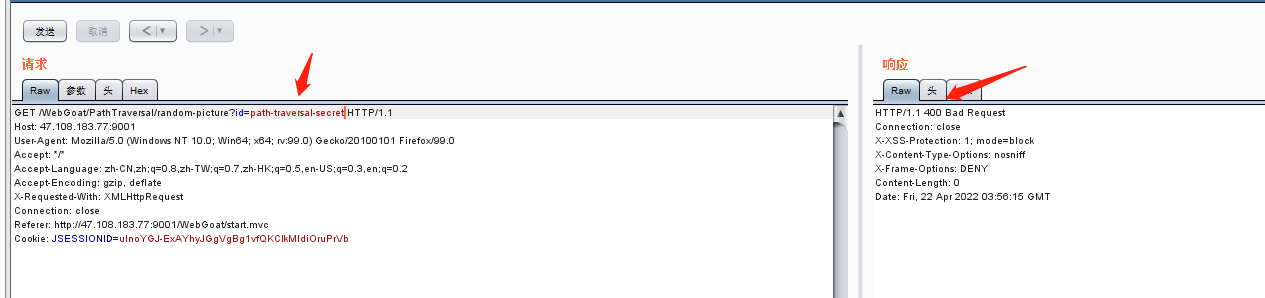 发送 取消 < >
请求
Raw 参数 头 Hex
GET /WebGoat/PathTraversal/random-picture?id=path-traversal-secret HTTP/1.1
Host: 47.108.183.77:9001
User-Agent: Mozilla/5.0 (Windows NT 10.0; Win64; x64; rv:99.0) Gecko/20100101 Firefox/99.0
Accept: */*
Accept-Language: zh-CN,zh;q=0.8,zh-TW;q=0.7,zh-HK;q=0.5,en-US;q=0.3,en;q=0.2
Accept-Encoding: gzip, deflate
X-Requested-With: XMLHttpRequest
Connection: close
Referer: http://47.108.183.77:9001/WebGoat/start.mvc
Cookie: JSESSIONID=uInoYGJ-ExAYhyJGgVgBg1vfQKClkMIdiOruPrVb
响应
Raw 头
HTTP/1.1 400 Bad Request
Connection: close
X-XSS-Protection: 1; mode=block
X-Content-Type-Options: nosniff
X-Frame-Options: DENY
Content-Length: 0
Date: Fri, 22 Apr 2022 03:56:15 GMT